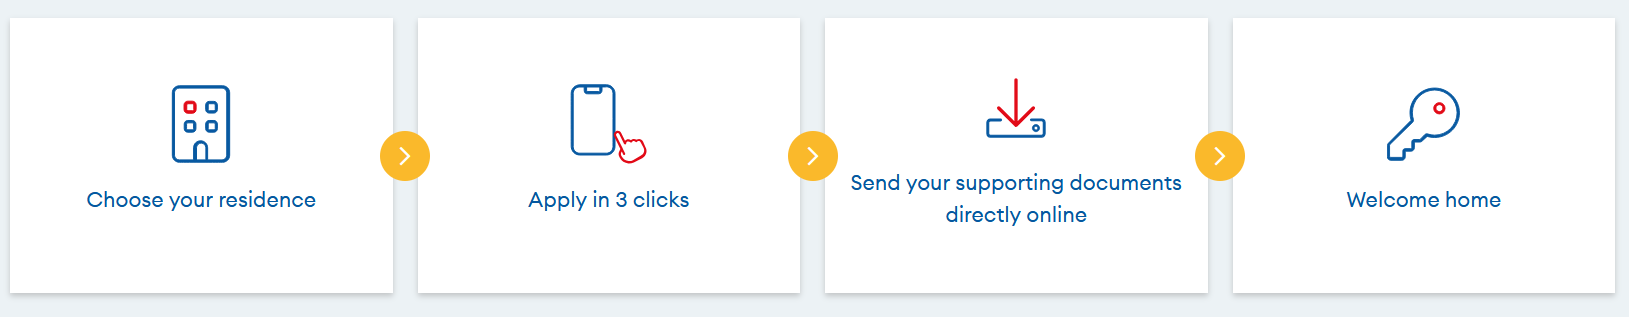 Choose your residence
Apply in 3 clicks
Send your supporting documents
directly online
Welcome home